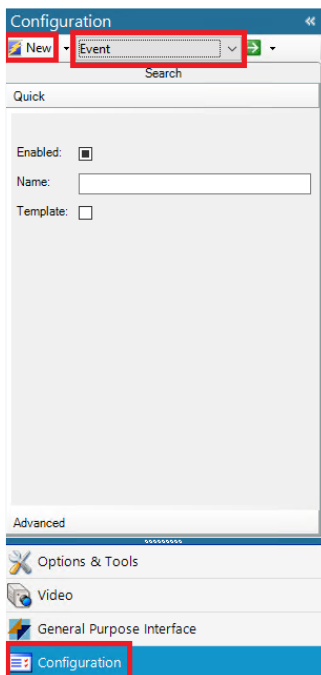 Configuration «
New Event
Search
Quick
Enabled:
Name:
Template:
Advanced
Options & Tools
Video
General Purpose Interface
Configuration